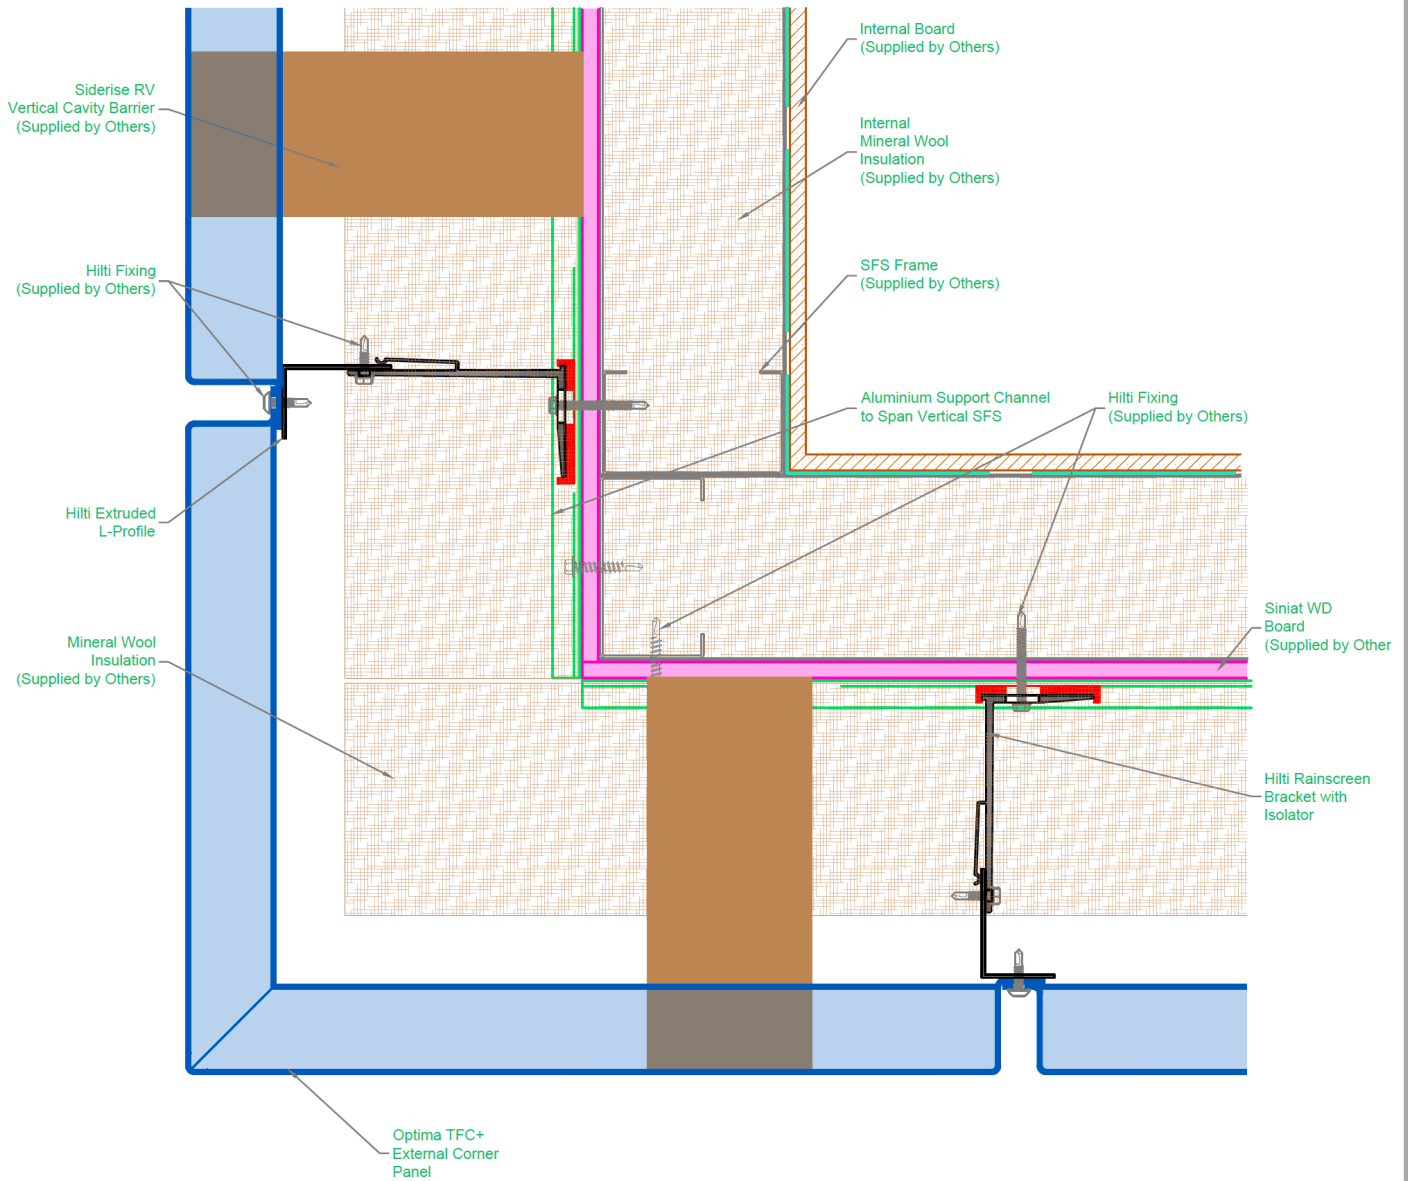 Internal Board
(Supplied by Others)
Siderise RV
Vertical Cavity Barrier
(Supplied by Others)
Internal
Mineral Wool
Insulation
(Supplied by Others)
Hilti Fixing
(Supplied by Others)
SFS Frame
(Supplied by Others)
Aluminium Support Channel
to Span Vertical SFS
Hilti Fixing
(Supplied by Others)
Hilti Extruded
L-Profile
Siniat WD
Board
(Supplied by Other
Mineral Wool
Insulation
(Supplied by Others)
Hilti Rainscreen
Bracket with
Isolator
Optima TFC+
External Corner
Panel